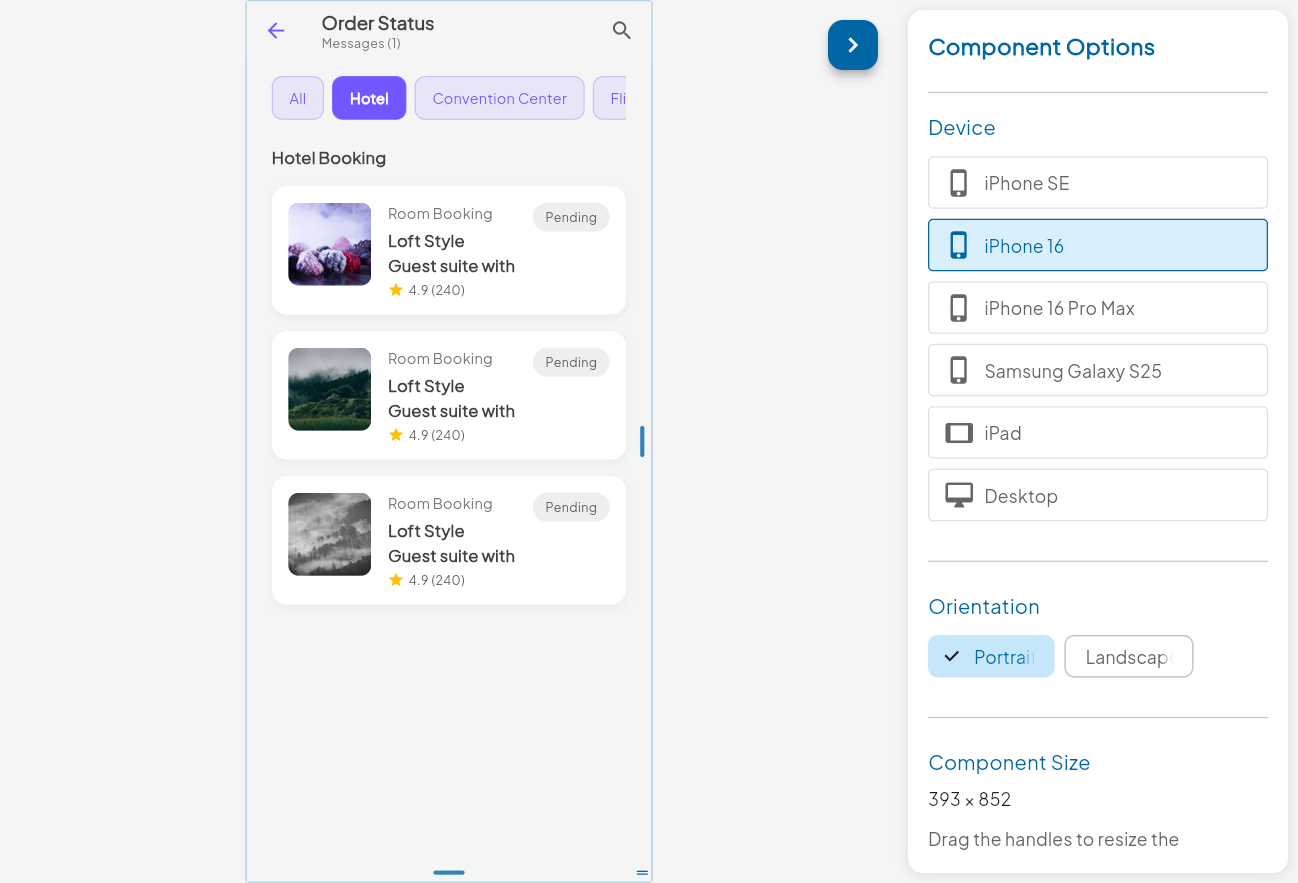 Order Status
Messages (1)
All
Hotel
Convention Center
Fli
Hotel Booking
Room Booking
Pending
Loft Style
Guest suite with
4.9 (240)
Room Booking
Pending
Loft Style
Guest suite with
4.9 (240)
Room Booking
Pending
Loft Style
Guest suite with
4.9 (240)
Component Options
Device
iPhone SE
iPhone 16
iPhone 16 Pro Max
Samsung Galaxy S25
iPad
Desktop
Orientation
Portrait
Landscape
Component Size
393 × 852
Drag the handles to resize the